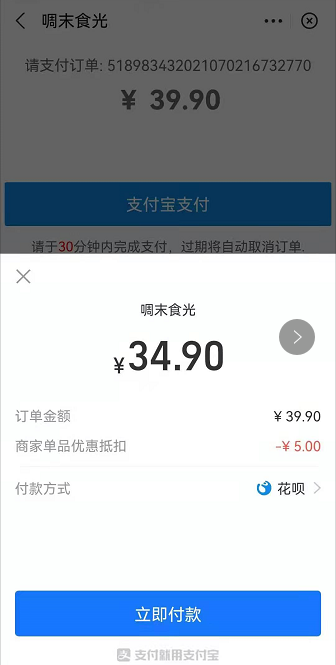 啁末食光
请支付订单: 518983432021070216732770
¥ 39.90
支付宝支付
请于30分钟内完成支付，过期将自动取消订单.
啁末食光
¥34.90
订单金额 ¥ 39.90
商家单品优惠抵扣 -¥ 5.00
付款方式 花呗
立即付款
支 支付就用支付宝